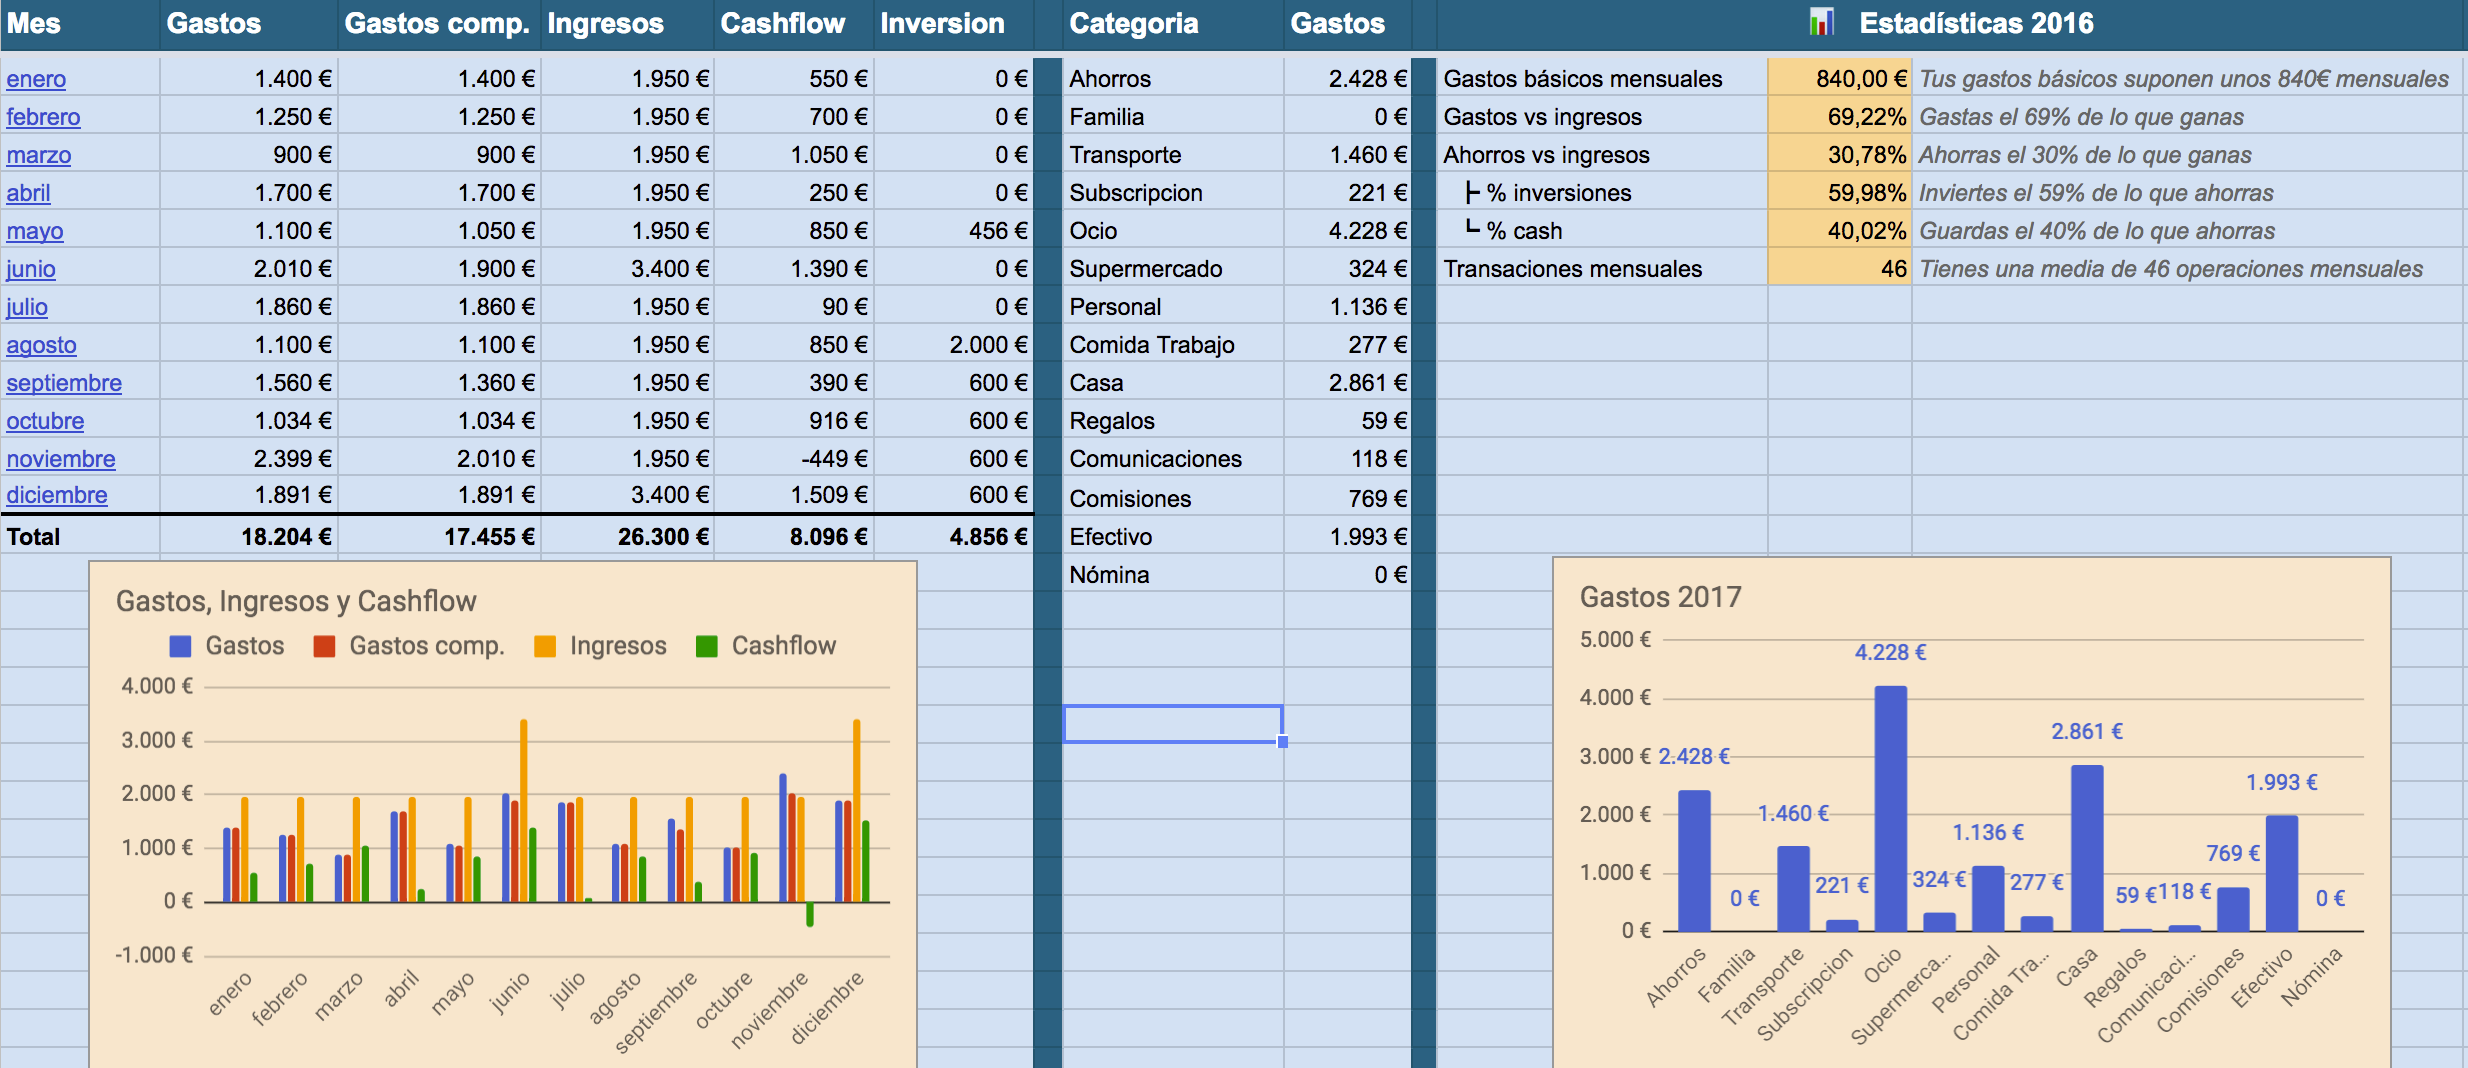 Mes Gastos Gastos comp. Ingresos Cashflow Inversion Categoria Gastos Estadísticas 2016
enero 1.400 € 1.400 € 1.950 € 550 € 0 € Ahorros 2.428 € Gastos básicos mensuales 840,00 € Tus gastos básicos suponen unos 840€ mensuales
febrero 1.250 € 1.250 € 1.950 € 700 € 0 € Familia 0 € Gastos vs ingresos 69,22% Gastas el 69% de lo que ganas
marzo 900 € 900 € 1.950 € 1.050 € 0 € Transporte 1.460 € Ahorros vs ingresos 30,78% Ahorras el 30% de lo que ganas
abril 1.700 € 1.700 € 1.950 € 250 € 0 € Subscripcion 221 € ┣ % inversiones 59,98% Inviertes el 59% de lo que ahorras
mayo 1.100 € 1.050 € 1.950 € 850 € 456 € Ocio 4.228 € ┗ % cash 40,02% Guardas el 40% de lo que ahorras
junio 2.010 € 1.900 € 3.400 € 1.390 € 0 € Supermercado 324 € Transaciones mensuales 46 Tienes una media de 46 operaciones mensuales
julio 1.860 € 1.860 € 1.950 € 90 € 0 € Personal 1.136 €
agosto 1.100 € 1.100 € 1.950 € 850 € 2.000 € Comida Trabajo 277 €
septiembre 1.560 € 1.360 € 1.950 € 390 € 600 € Casa 2.861 €
octubre 1.034 € 1.034 € 1.950 € 916 € 600 € Regalos 59 €
noviembre 2.399 € 2.010 € 1.950 € -449 € 600 € Comunicaciones 118 €
diciembre 1.891 € 1.891 € 3.400 € 1.509 € 600 € Comisiones 769 €
Total 18.204 € 17.455 € 26.300 € 8.096 € 4.856 € Efectivo 1.993 €
Nómina 0 €
Gastos, Ingresos y Cashflow
Gastos Gastos comp. Ingresos Cashflow
4.000 €
3.000 €
2.000 €
1.000 €
0 €
-1.000 €
enero febrero marzo abril mayo junio julio agosto septiembre octubre noviembre diciembre
Gastos 2017
5.000 €
4.000 €
3.000 €
2.000 €
1.000 €
0 €
2.428 € 0 € 1.460 € 221 € 4.228 € 324 € 1.136 € 277 € 2.861 € 59 € 118 € 769 € 1.993 € 0 €
Ahorros Familia Transporte Subscripcion Ocio Supermerca... Personal Comida Tra... Casa Regalos Comunicaci... Comisiones Efectivo Nómina